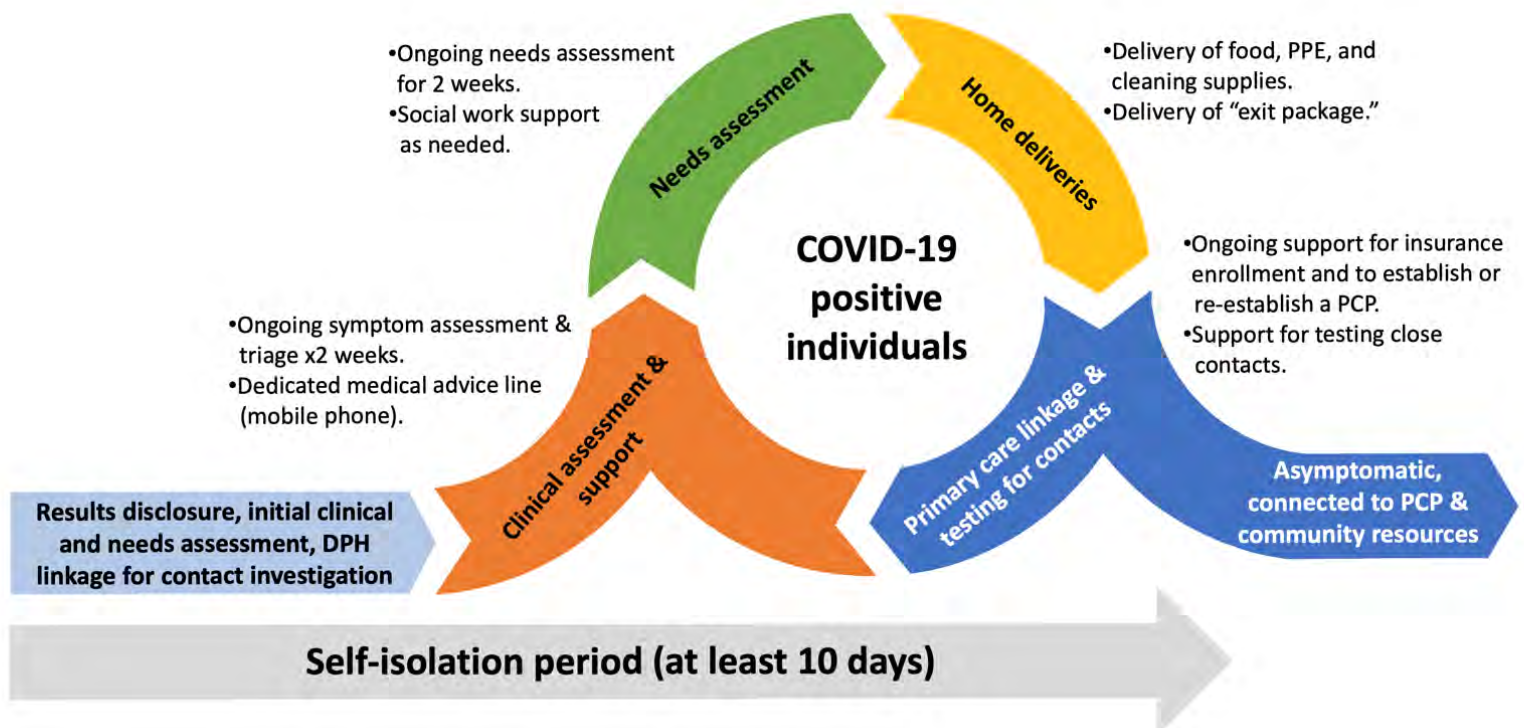 •Ongoing needs assessment
for 2 weeks.
•Social work support
as needed.
Needs assessment
Home deliveries
•Delivery of food, PPE, and
cleaning supplies.
•Delivery of “exit package.”
COVID-19
positive
individuals
•Ongoing symptom assessment &
triage x2 weeks.
•Dedicated medical advice line
(mobile phone).
Clinical assessment &
support
•Ongoing support for insurance
enrollment and to establish or
re-establish a PCP.
•Support for testing close
contacts.
Primary care linkage &
testing for contacts
Results disclosure, initial clinical
and needs assessment, DPH
linkage for contact investigation
Asymptomatic,
connected to PCP &
community resources
Self-isolation period (at least 10 days)